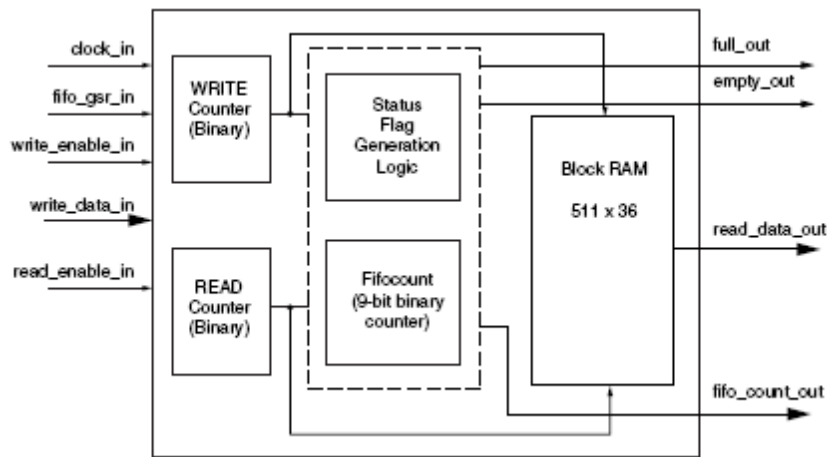 clock_in
fifo_gsr_in
write_enable_in
write_data_in
read_enable_in
WRITE
Counter
(Binary)
READ
Counter
(Binary)
Status
Flag
Generation
Logic
Fifocount
(9-bit binary
counter)
Block RAM
511 x 36
full_out
empty_out
read_data_out
fifo_count_out